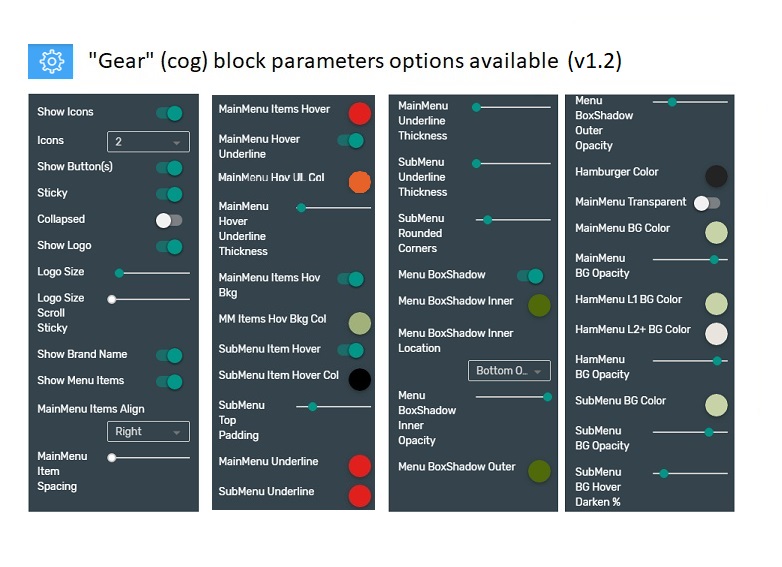 "Gear" (cog) block parameters options available (v1.2)
Show Icons
Icons
2
Show Button(s)
Sticky
Collapsed
Show Logo
Logo Size
Logo Size
Scroll
Sticky
Show Brand Name
Show Menu Items
MainMenu Items Align
Right
MainMenu
Item
Spacing
MainMenu Items Hover
MainMenu Hover
Underline
MainMenu Hov UL Col
MainMenu
Hover
Underline
Thickness
MainMenu Items Hov
Bkg
MM Items Hov Bkg Col
SubMenu Item Hover
SubMenu Item Hover Col
SubMenu
Top
Padding
MainMenu Underline
SubMenu Underline
MainMenu
Underline
Thickness
SubMenu
Underline
Thickness
SubMenu
Rounded
Corners
Menu BoxShadow
Menu BoxShadow Inner
Menu BoxShadow Inner
Location
Bottom O...
Menu
BoxShadow
Inner
Opacity
Menu BoxShadow Outer
Menu
BoxShadow
Outer
Opacity
Hamburger Color
MainMenu Transparent
MainMenu BG Color
MainMenu
BG Opacity
HamMenu L1 BG Color
HamMenu L2+ BG Color
HamMenu
BG Opacity
SubMenu BG Color
SubMenu
BG Opacity
SubMenu
BG Hover
Darken %